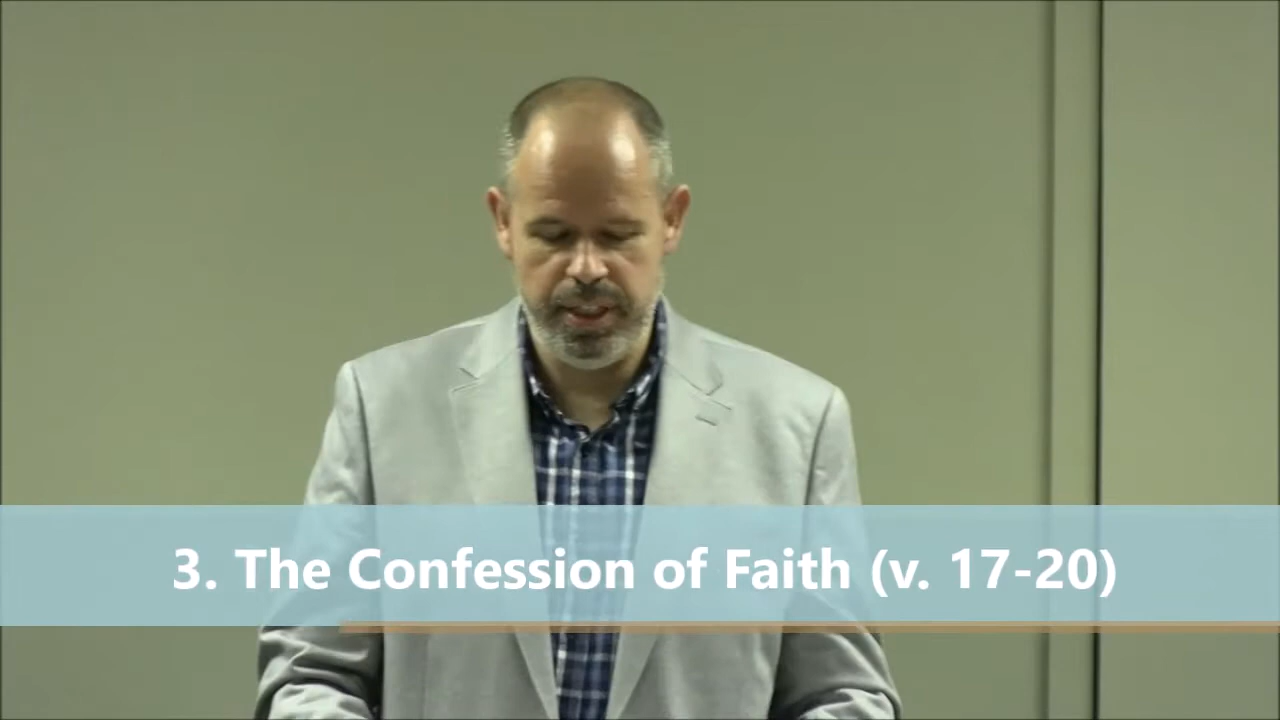 3. The Confession of Faith (v. 17-20)